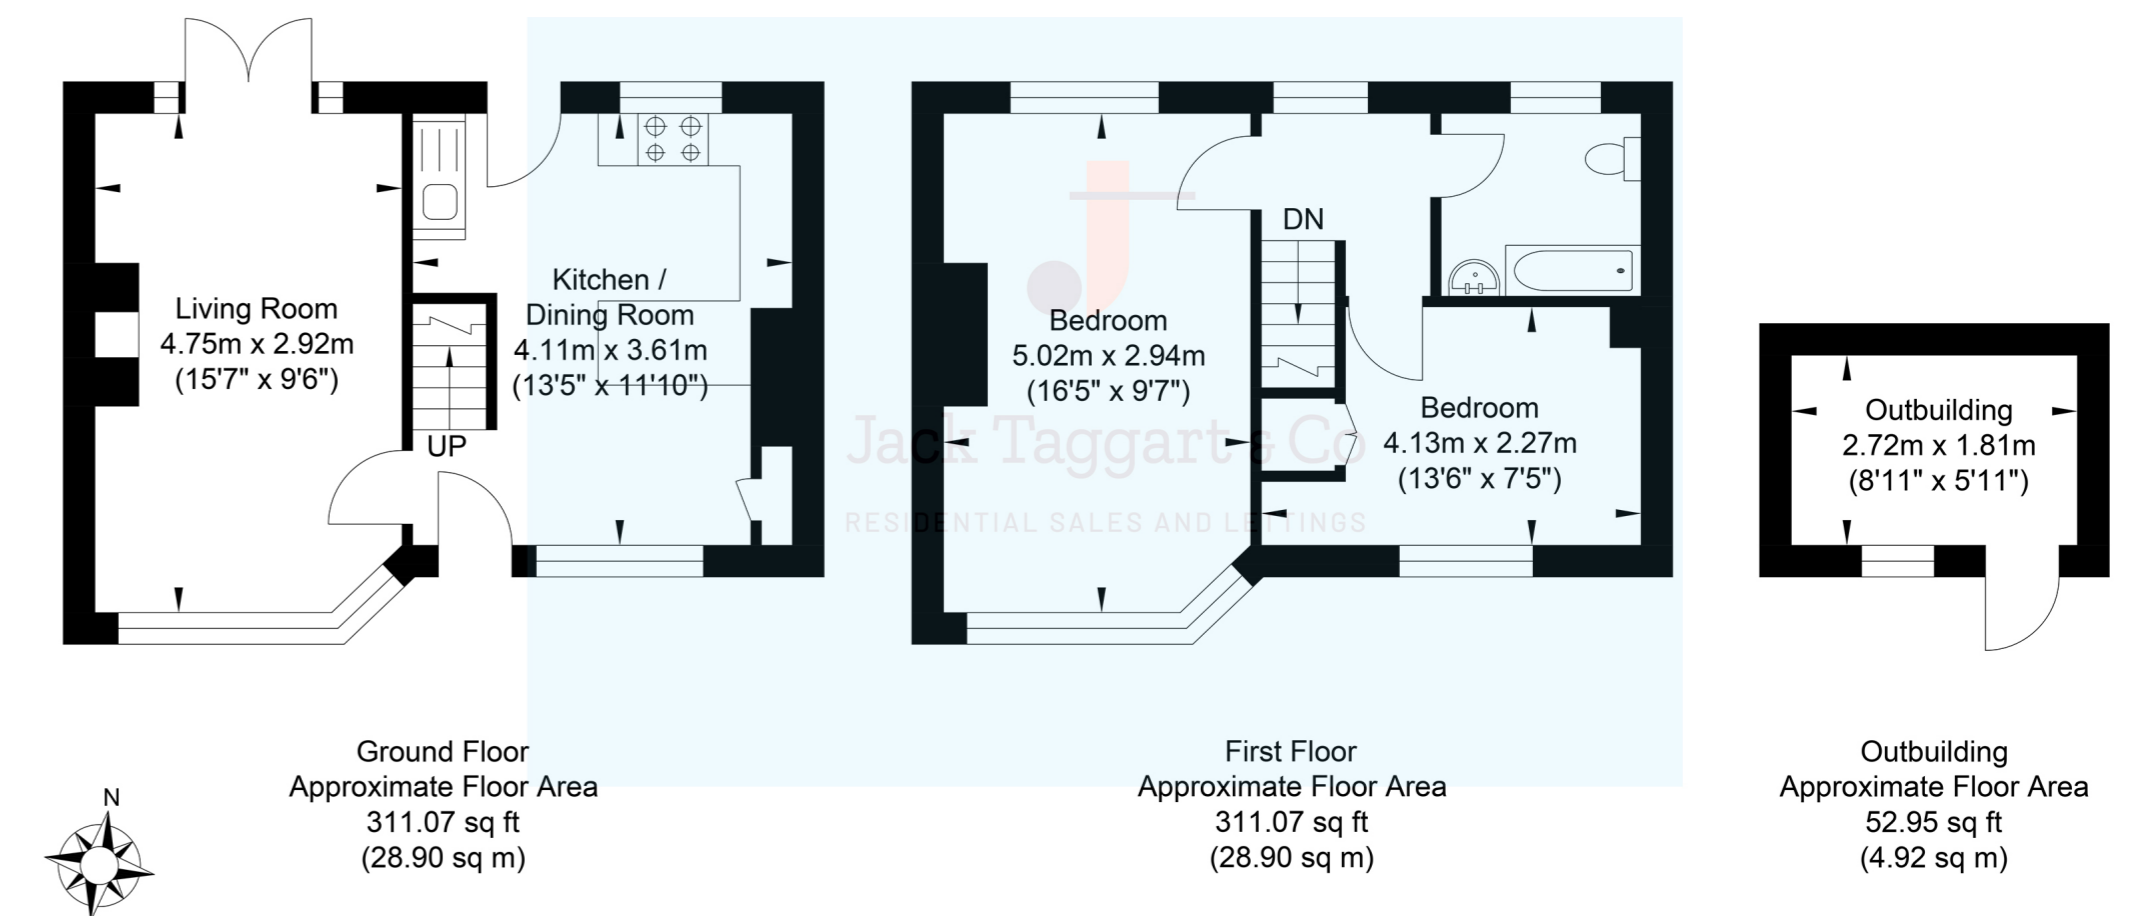 Living Room
4.75m x 2.92m
(15'7" x 9'6")
UP
Kitchen /
Dining Room
4.11m x 3.61m
(13'5" x 11'10")
DN
Bedroom
5.02m x 2.94m
(16'5" x 9'7")
Bedroom
4.13m x 2.27m
(13'6" x 7'5")
Outbuilding
2.72m x 1.81m
(8'11" x 5'11")
Jack Taggart & Co
RESIDENTIAL SALES AND LETTINGS
Ground Floor
Approximate Floor Area
311.07 sq ft
(28.90 sq m)
First Floor
Approximate Floor Area
311.07 sq ft
(28.90 sq m)
Outbuilding
Approximate Floor Area
52.95 sq ft
(4.92 sq m)
N